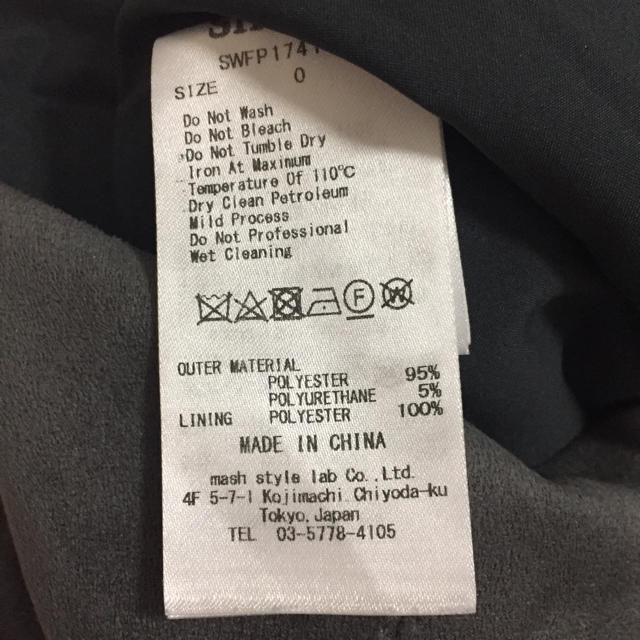 SWFP1741
SIZE 0
Do Not Wash
Do Not Bleach
Do Not Tumble Dry
Iron At Maximum
Temperature Of 110℃
Dry Clean Petroleum
Mild Process
Do Not Professional
Wet Cleaning
F W
OUTER MATERIAL
POLYESTER 95%
POLYURETHANE 5%
LINING POLYESTER 100%
MADE IN CHINA
mash style lab Co.,Ltd.
4F 5-7-1 Kojimachi.Chiyoda-ku
Tokyo.Japan
TEL 03-5778-4105